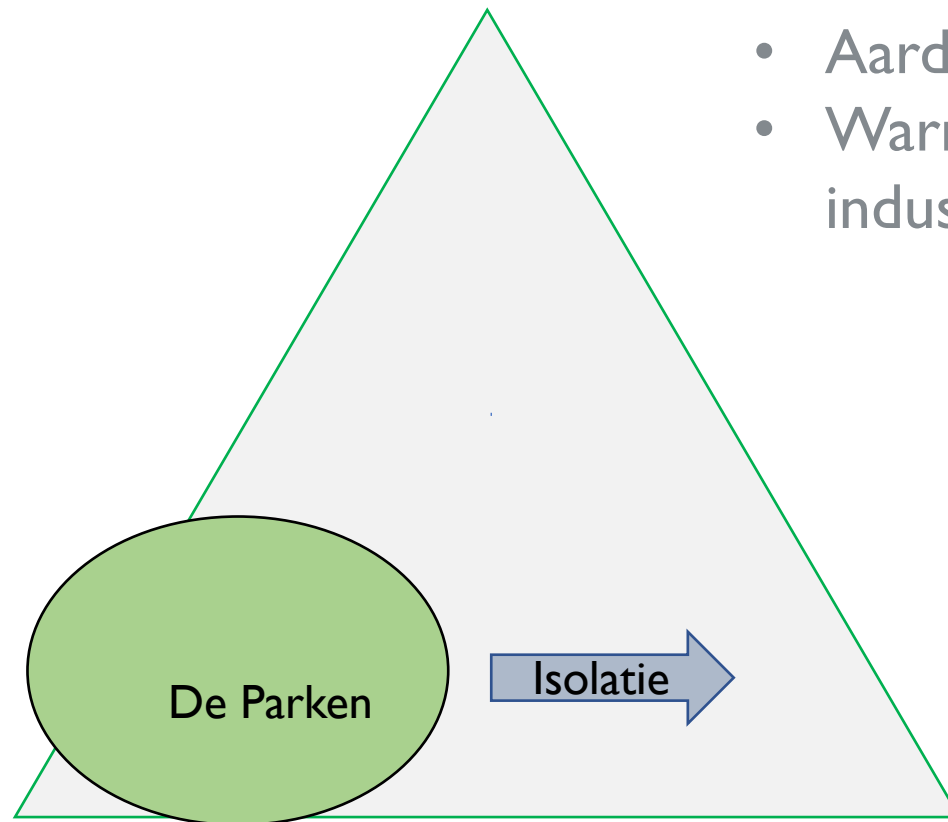 • Aard
• Warr
indus
De Parken
Isolatie